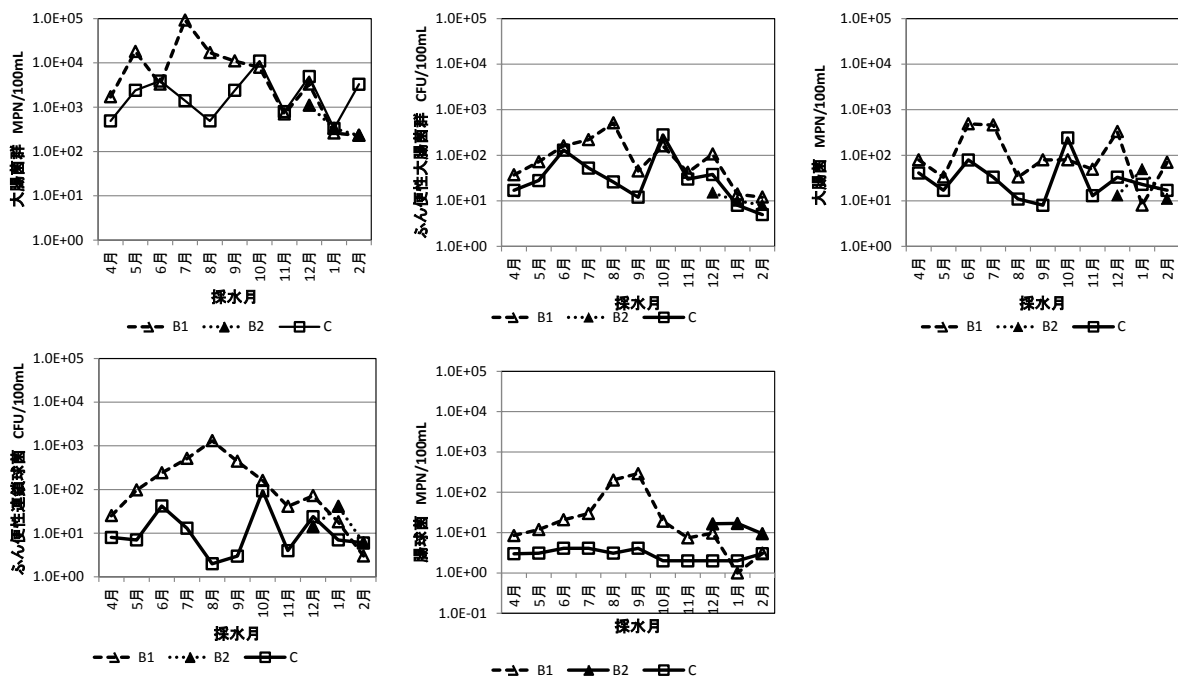 大腸菌群 MPN/100mL
1.0E+05
1.0E+04
1.0E+03
1.0E+02
1.0E+01
1.0E+00
4月 5月 6月 7月 8月 9月 10月 11月 12月 1月 2月
採水月
B1 B2 C
ふん便性大腸菌群 CFU/100mL
1.0E+05
1.0E+04
1.0E+03
1.0E+02
1.0E+01
1.0E+00
4月 5月 6月 7月 8月 9月 10月 11月 12月 1月 2月
採水月
B1 B2 C
大腸菌 MPN/100mL
1.0E+05
1.0E+04
1.0E+03
1.0E+02
1.0E+01
1.0E+00
4月 5月 6月 7月 8月 9月 10月 11月 12月 1月 2月
採水月
B1 B2 C
ふん便性連鎖球菌 CFU/100mL
1.0E+05
1.0E+04
1.0E+03
1.0E+02
1.0E+01
1.0E+00
4月 5月 6月 7月 8月 9月 10月 11月 12月 1月 2月
採水月
B1 B2 C
腸球菌 MPN/100mL
1.0E+05
1.0E+04
1.0E+03
1.0E+02
1.0E+01
1.0E+00
1.0E-01
4月 5月 6月 7月 8月 9月 10月 11月 12月 1月 2月
採水月
B1 B2 C